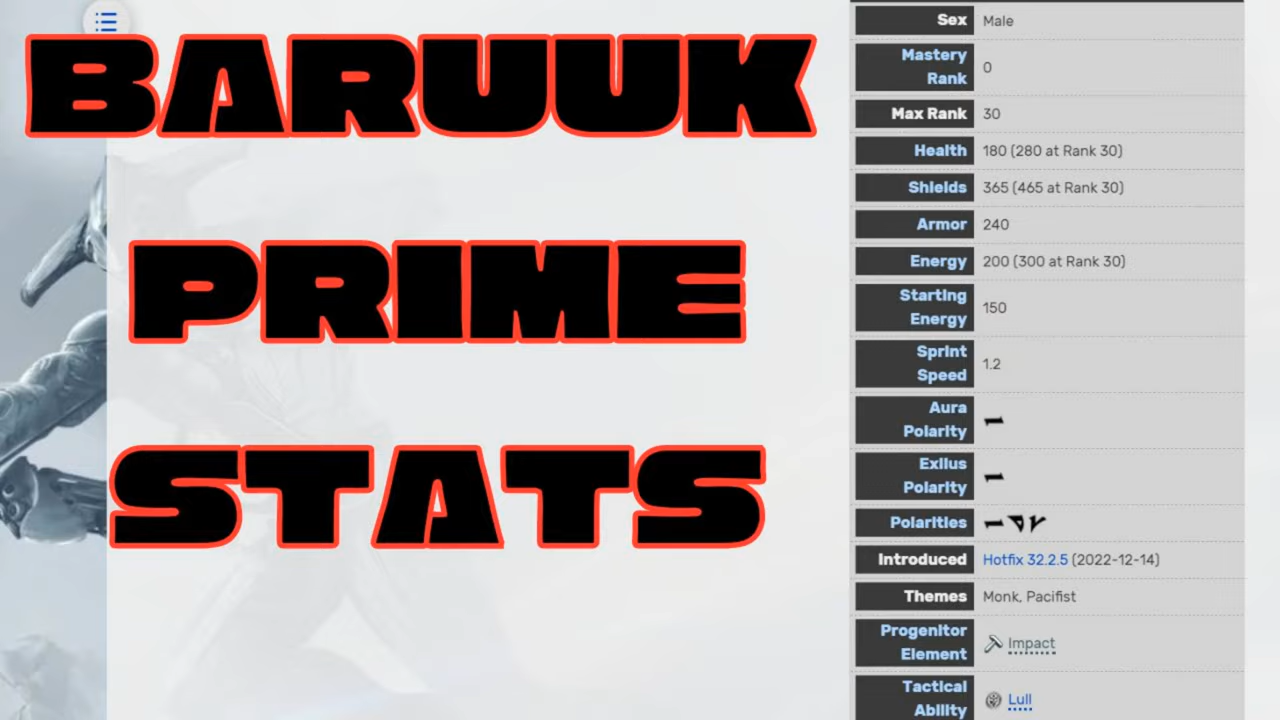 BARUUK
PRIME
STATS
Sex Male
Mastery Rank 0
Max Rank 30
Health 180 (280 at Rank 30)
Shields 365 (465 at Rank 30)
Armor 240
Energy 200 (300 at Rank 30)
Starting Energy 150
Sprint Speed 1.2
Aura Polarity
Exilus Polarity
Polarities
Introduced Hotfix 32.2.5 (2022-12-14)
Themes Monk, Pacifist
Progenitor Element Impact
Tactical Ability Lull